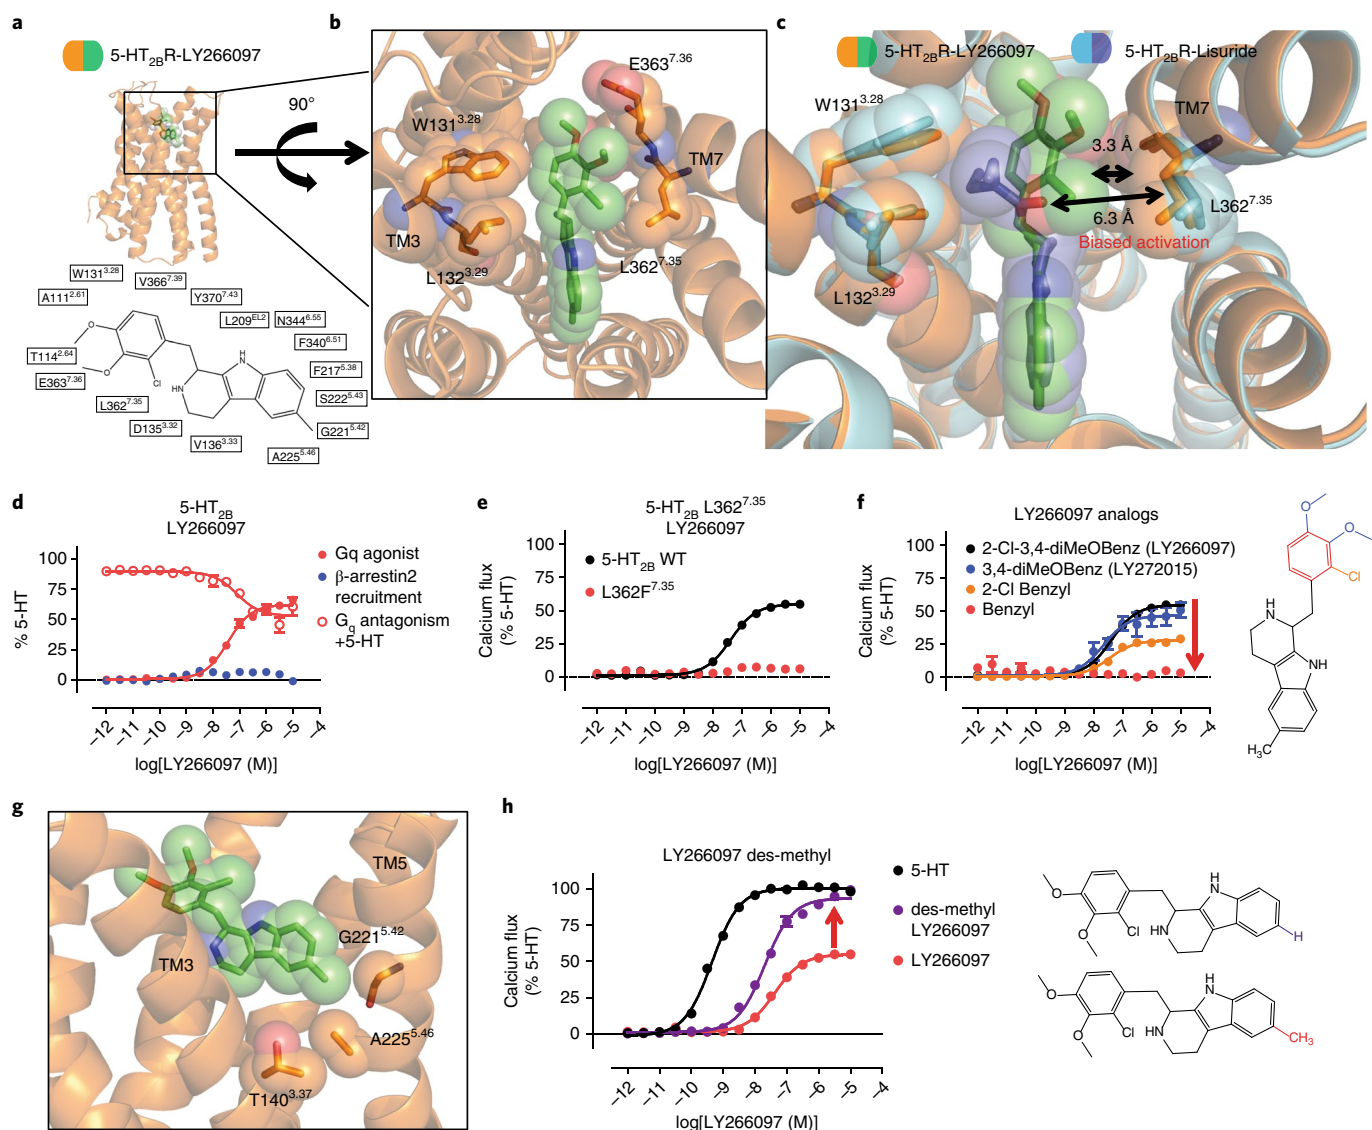 a
5-HT2BR-LY266097
90°
W131^3.28
V366^7.39
A111^2.61
Y370^7.43
L209^EL2
N344^6.55
F340^6.51
T114^2.64
E363^7.36
F217^5.38
L362^7.35
S222^5.43
D135^3.32
G221^5.42
V136^3.33
A225^5.46
O
O
Cl
HN
H
N
b
E363^7.36
W131^3.28
TM7
TM3
L132^3.29
L362^7.35
c
5-HT2BR-LY266097
5-HT2BR-Lisuride
W131^3.28
TM7
3.3 Å
6.3 Å
L362^7.35
Biased activation
L132^3.29
d
5-HT2B
LY266097
% 5-HT
100
75
50
25
0
−12
−11
−10
−9
−8
−7
−6
−5
−4
log[LY266097 (M)]
Gq agonist
β-arrestin2
recruitment
Gq antagonism
+5-HT
e
5-HT2B L362^7.35
LY266097
Calcium flux
(% 5-HT)
100
50
0
−12
−11
−10
−9
−8
−7
−6
−5
−4
log[LY266097 (M)]
5-HT2B WT
L362F^7.35
f
LY266097 analogs
Calcium flux
(% 5-HT)
100
50
0
−12
−11
−10
−9
−8
−7
−6
−5
−4
log[LY266097 (M)]
2-Cl-3,4-diMeOBenz (LY266097)
3,4-diMeOBenz (LY272015)
2-Cl Benzyl
Benzyl
O
O
Cl
HN
NH
H3C
g
TM5
G221^5.42
TM3
A225^5.46
T140^3.37
h
LY266097 des-methyl
Calcium flux
(% 5-HT)
100
75
50
25
0
−12
−11
−10
−9
−8
−7
−6
−5
−4
log[LY266097 (M)]
5-HT
des-methyl
LY266097
LY266097
O
O
Cl
HN
H
N
H
O
O
Cl
HN
H
N
CH3